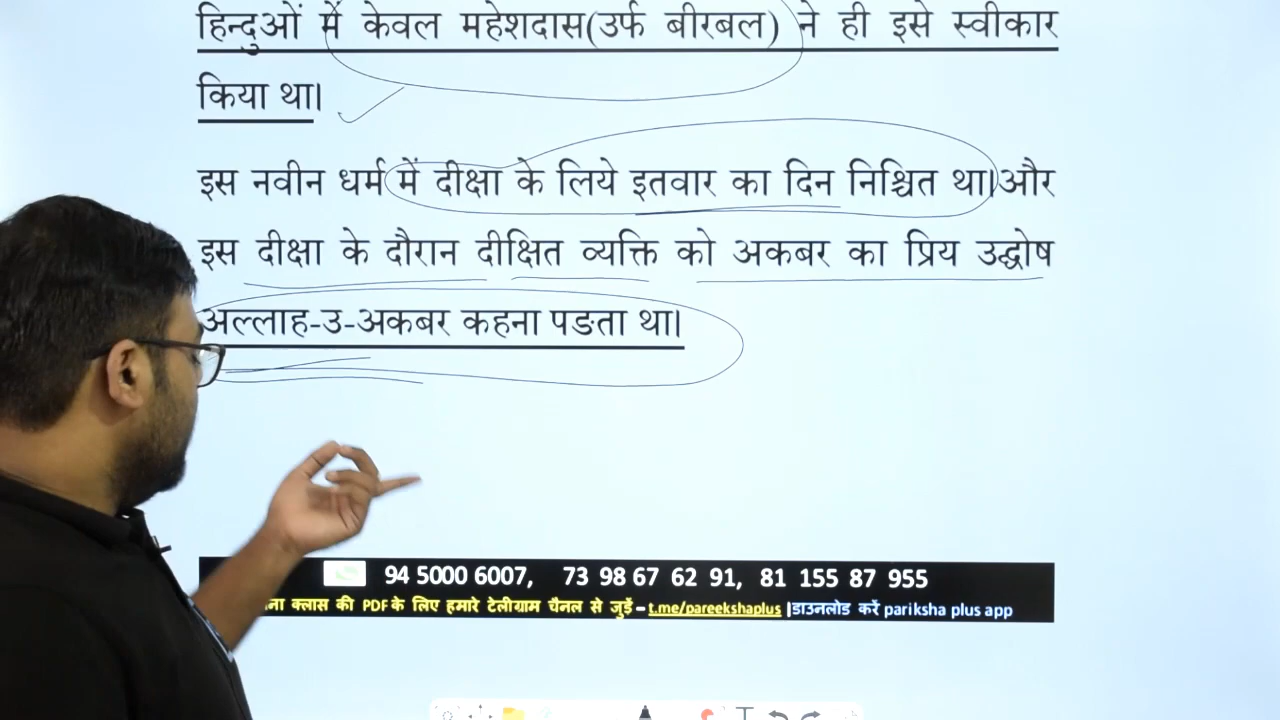 हिन्दुओं में केवल महेशदास(उर्फ बीरबल) ने ही इसे स्वीकार
किया था।
इस नवीन धर्म में दीक्षा के लिये इतवार का दिन निश्चित था।और
इस दीक्षा के दौरान दीक्षित व्यक्ति को अकबर का प्रिय उद्घोष
अल्लाह-उ-अकबर कहना पङता था।
94 5000 6007, 73 98 67 62 91, 81 155 87 955
क्लास की PDF के लिए हमारे टेलीग्राम चैनल से जुड़ें – t.me/pareekshaplus |डाउनलोड करें pariksha plus app